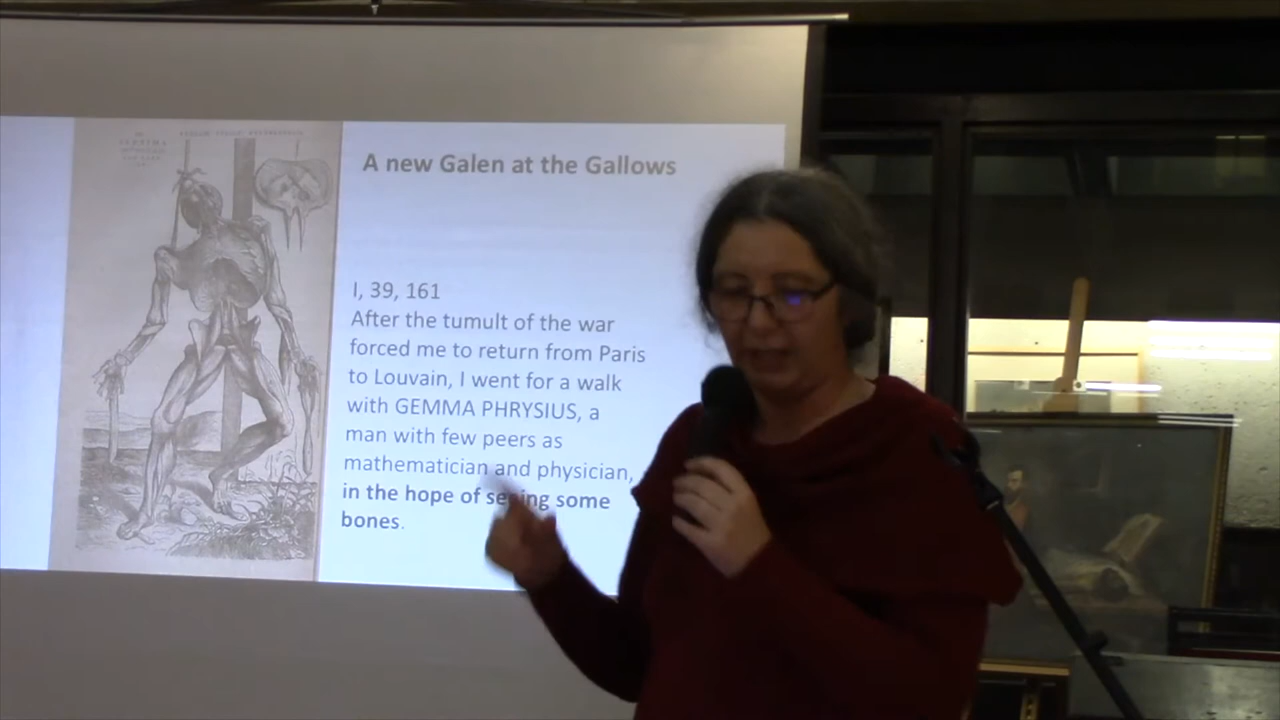 A new Galen at the Gallows
I, 39, 161
After the tumult of the war
forced me to return from Paris
to Louvain, I went for a walk
with GEMMA PHRYSIUS, a
man with few peers as
mathematician and physician,
in the hope of seeing some
bones.